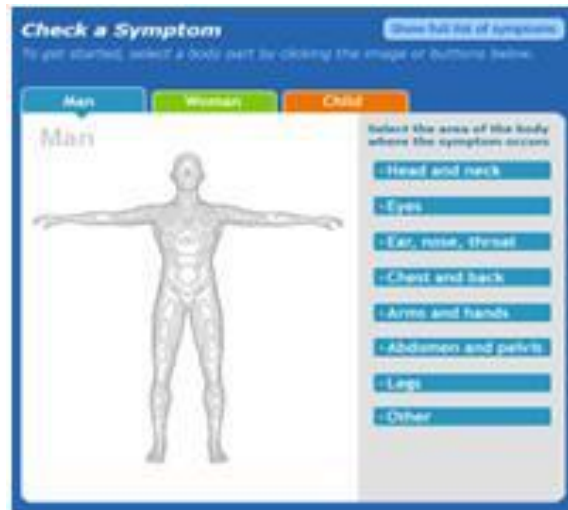 Check a Symptom
Show full list of symptoms
To get started, select a body part by clicking the image or buttons below.
Man
Woman
Child
Man
Select the area of the body
where the symptom occurs
Head and neck
Eyes
Ear, nose, throat
Chest and back
Arms and hands
Abdomen and pelvis
Legs
Other